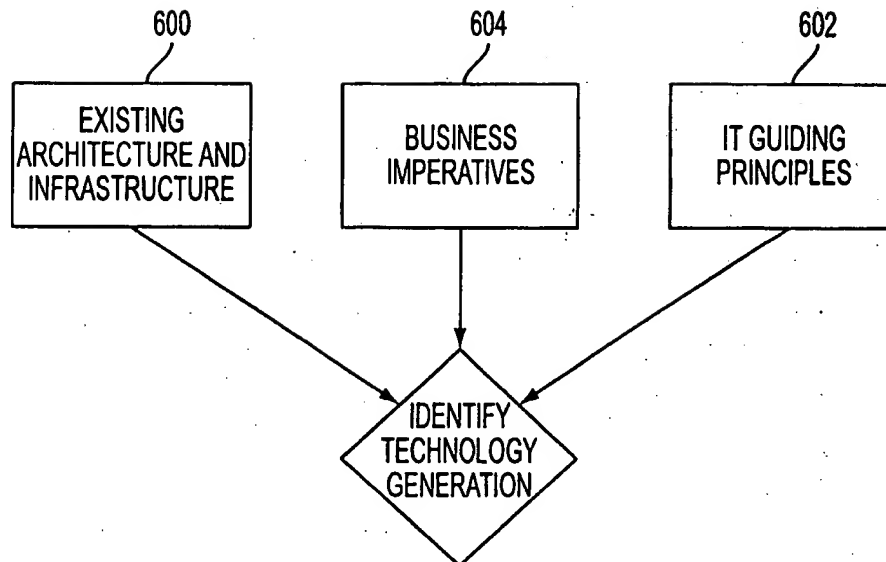 600
604
602
EXISTING
ARCHITECTURE AND
INFRASTRUCTURE
BUSINESS
IMPERATIVES
IT GUIDING
PRINCIPLES
IDENTIFY
TECHNOLOGY
GENERATION